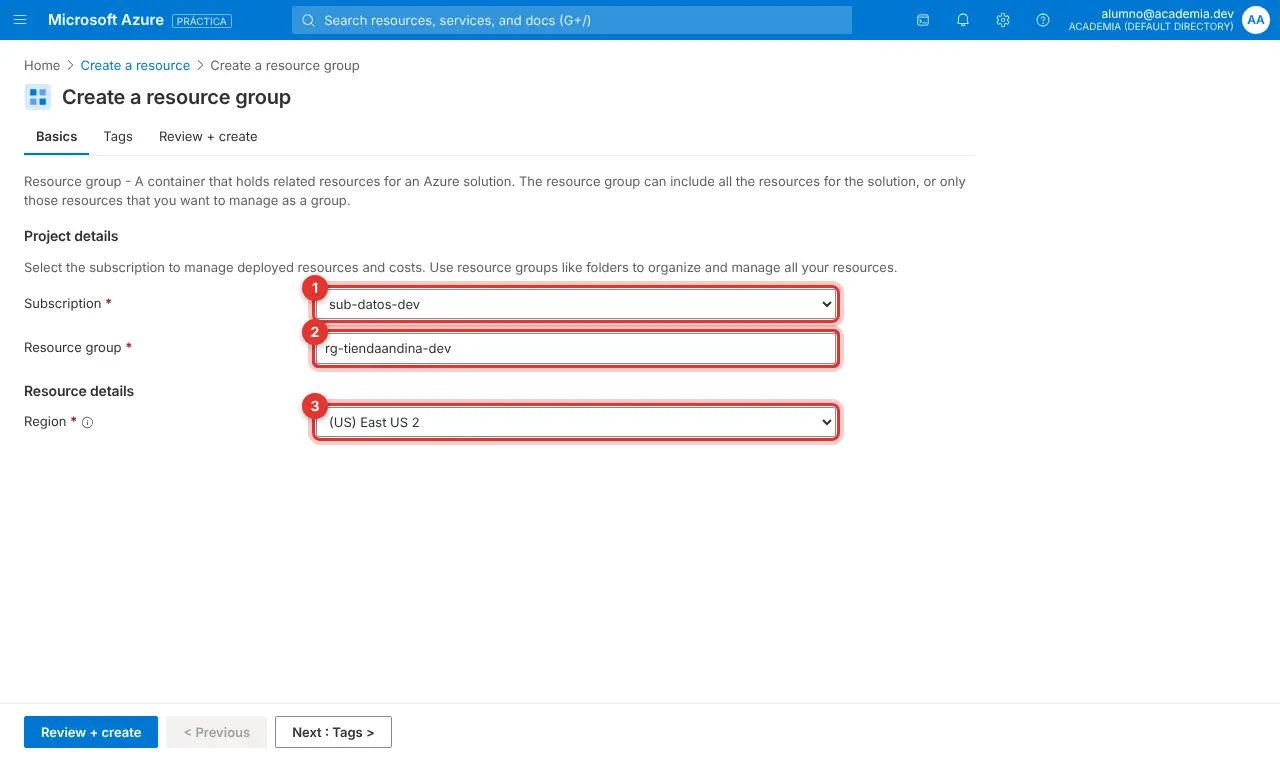 Microsoft Azure PRÁCTICA
Search resources, services, and docs (G+/)
alumno@academia.dev
ACADEMIA (DEFAULT DIRECTORY)
AA
Home > Create a resource > Create a resource group
Create a resource group
Basics Tags Review + create
Resource group - A container that holds related resources for an Azure solution. The resource group can include all the resources for the solution, or only
those resources that you want to manage as a group.
Project details
Select the subscription to manage deployed resources and costs. Use resource groups like folders to organize and manage all your resources.
1
Subscription * sub-datos-dev
2
Resource group * rg-tiendaandina-dev
Resource details
3
Region * (US) East US 2
Review + create < Previous Next : Tags >